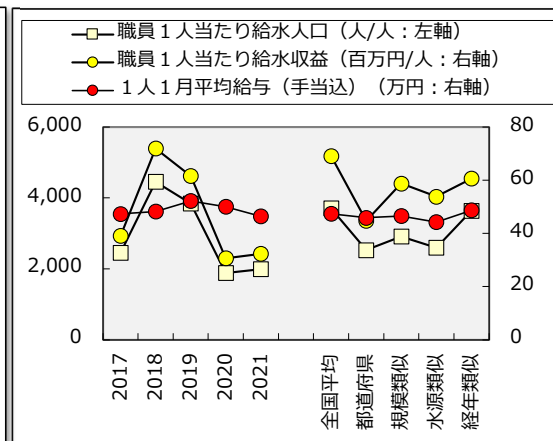 職員１人当たり給水人口（人/人：左軸）
職員１人当たり給水収益（百万円/人：右軸）
１人１月平均給与（手当込）（万円：右軸）
6,000
4,000
2,000
0
80
60
40
20
0
2017
2018
2019
2020
2021
全国平均
都道府県
規模類似
水源類似
経年類似